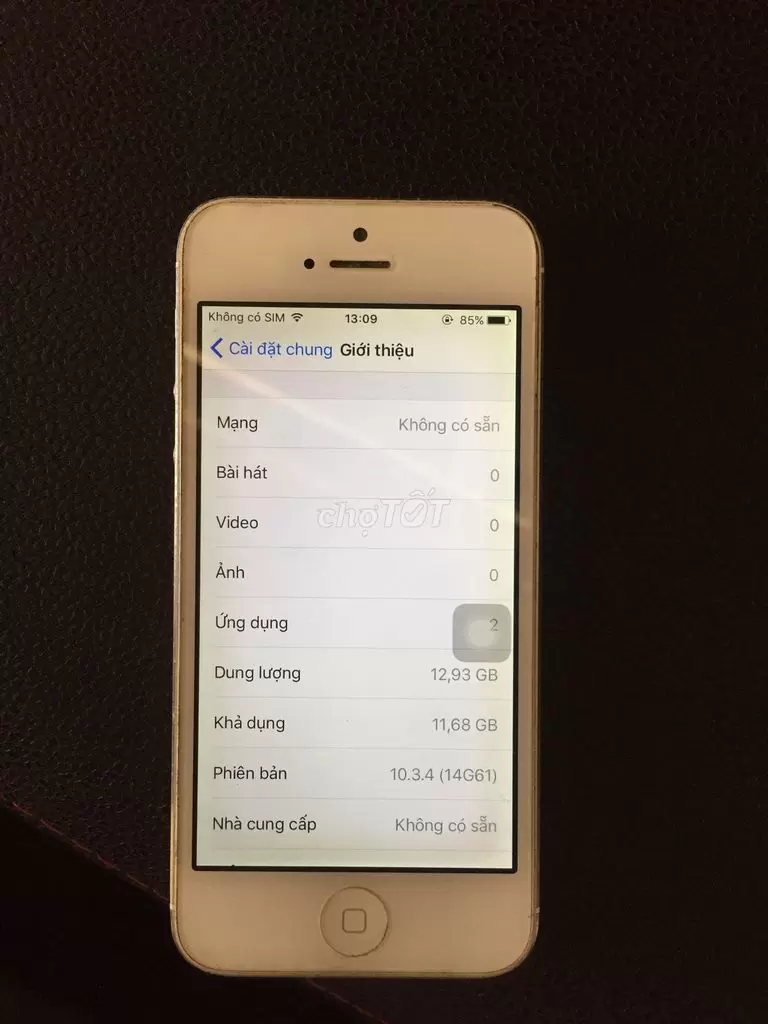 Không có SIM 13:09 85%
Cài đặt chung Giới thiệu
Mạng Không có sẵn
Bài hát 0
Video 0
chợTỐT
Ảnh 0
Ứng dụng 2
Dung lượng 12,93 GB
Khả dụng 11,68 GB
Phiên bản 10.3.4 (14G61)
Nhà cung cấp Không có sẵn